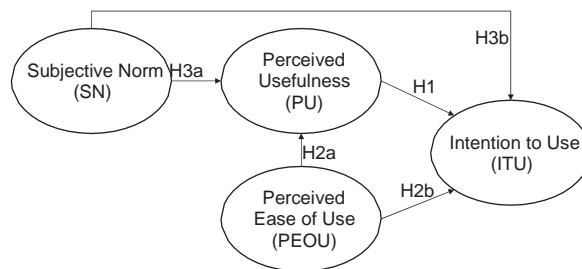 H3b
Subjective Norm
(SN)
H3a
Perceived
Usefulness
(PU)
H1
H2a
Intention to Use
(ITU)
Perceived
Ease of Use
(PEOU)
H2b